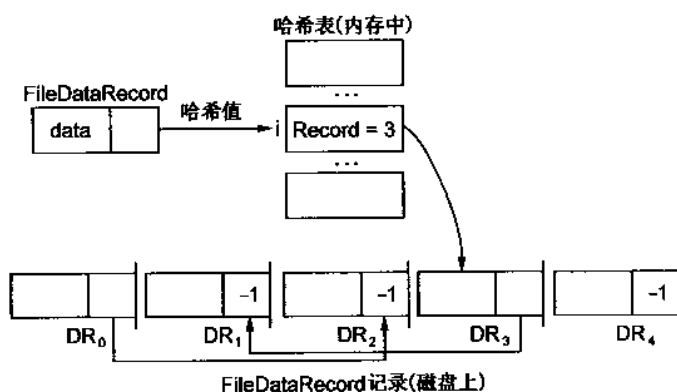 哈希表(内存中)
...
FileDataRecord
哈希值
data
i
Record = 3
...
-1
-1
-1
DR0
DR1
DR2
DR3
DR4
FileDataRecord记录(磁盘上)